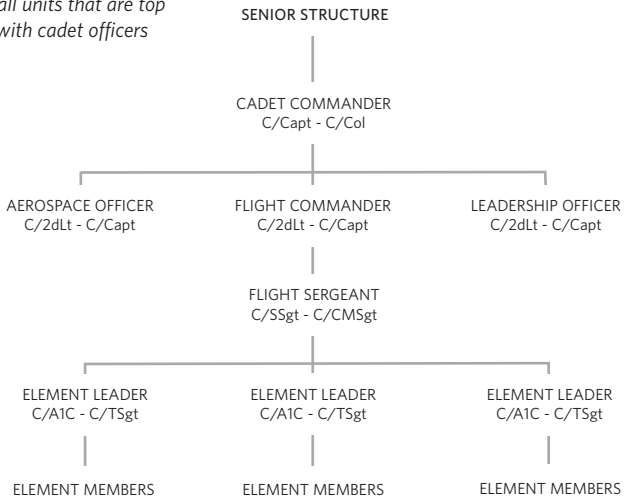 all units that are top
with cadet officers
SENIOR STRUCTURE
CADET COMMANDER
C/Capt - C/Col
AEROSPACE OFFICER
C/2dLt - C/Capt
FLIGHT COMMANDER
C/2dLt - C/Capt
LEADERSHIP OFFICER
C/2dLt - C/Capt
FLIGHT SERGEANT
C/SSgt - C/CMSgt
ELEMENT LEADER
C/A1C - C/TSgt
ELEMENT LEADER
C/A1C - C/TSgt
ELEMENT LEADER
C/A1C - C/TSgt
ELEMENT MEMBERS
ELEMENT MEMBERS
ELEMENT MEMBERS